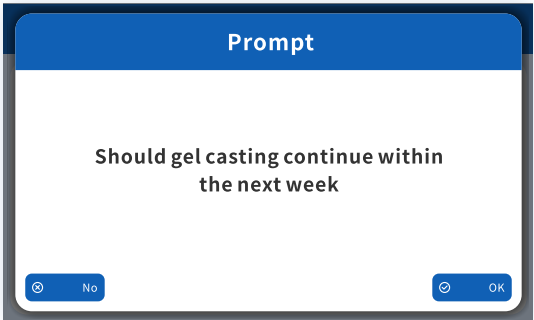 Prompt
Should gel casting continue within
the next week
No
OK